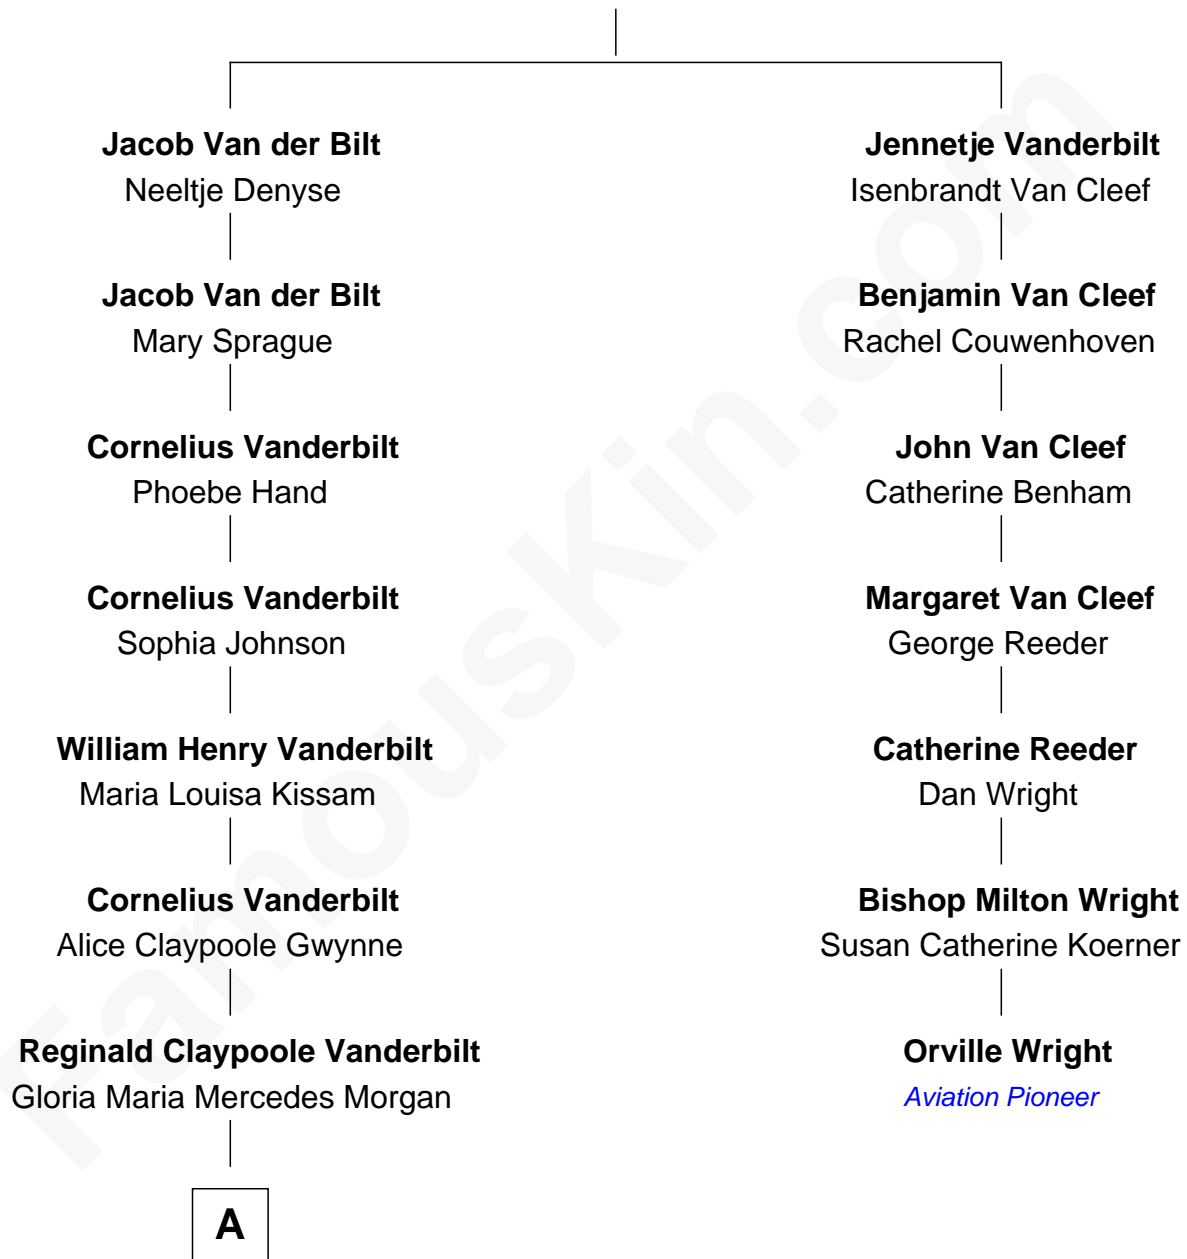 Jacob Van der Bilt
Neeltje Denyse
Jacob Van der Bilt
Mary Sprague
Cornelius Vanderbilt
Phoebe Hand
Cornelius Vanderbilt
Sophia Johnson
William Henry Vanderbilt
Maria Louisa Kissam
Cornelius Vanderbilt
Alice Claypoole Gwynne
Reginald Claypoole Vanderbilt
Gloria Maria Mercedes Morgan
A
Jennetje Vanderbilt
Isenbrandt Van Cleef
Benjamin Van Cleef
Rachel Couwenhoven
John Van Cleef
Catherine Benham
Margaret Van Cleef
George Reeder
Catherine Reeder
Dan Wright
Bishop Milton Wright
Susan Catherine Koerner
Orville Wright
Aviation Pioneer
FamousKin.com